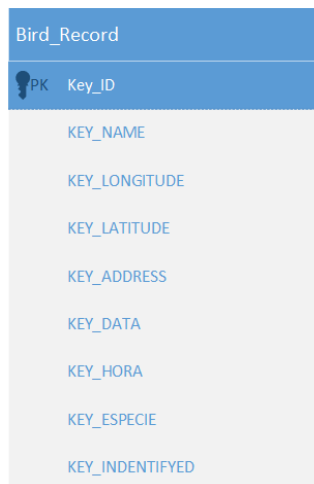 Bird_Record
PK Key_ID
KEY_NAME
KEY_LONGITUDE
KEY_LATITUDE
KEY_ADDRESS
KEY_DATA
KEY_HORA
KEY_ESPECIE
KEY_INDENTIFYED